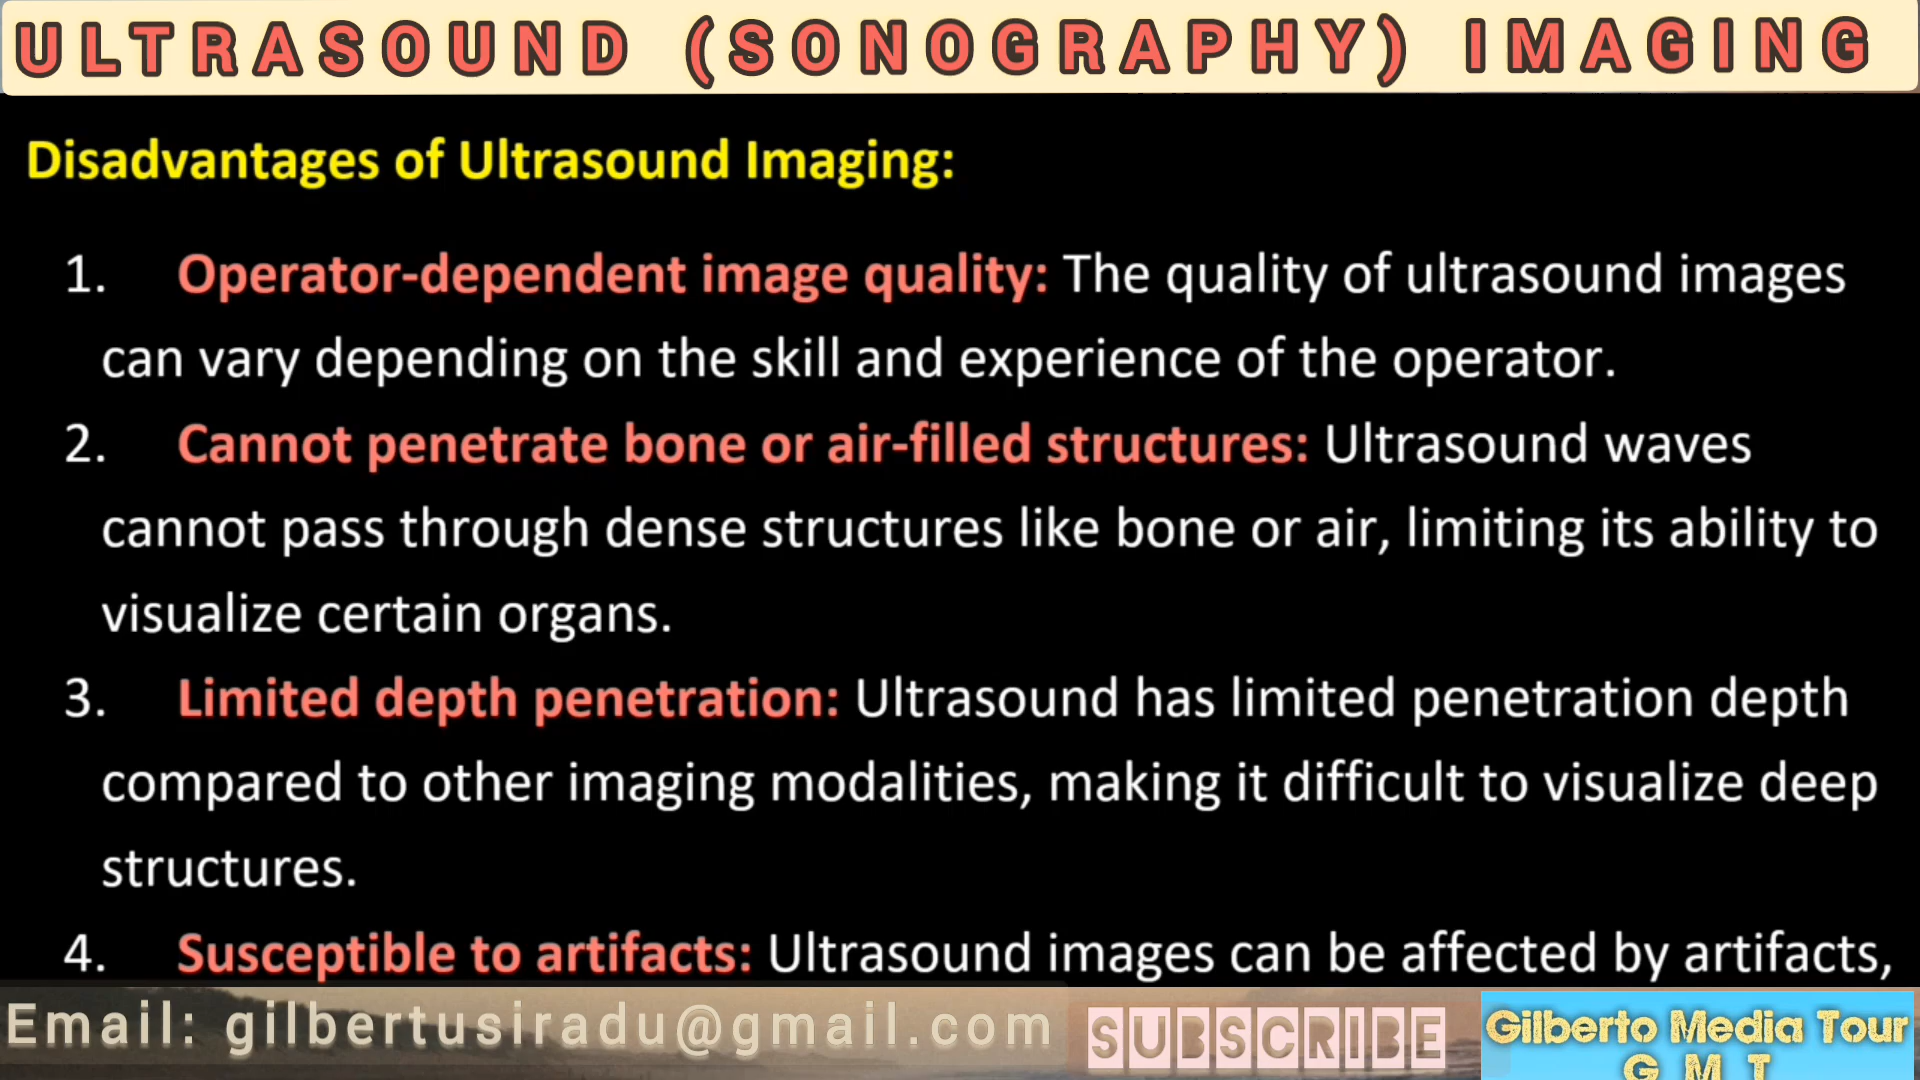 ULTRASOUND (SONOGRAPHY) IMAGING
Disadvantages of Ultrasound Imaging:
1. Operator-dependent image quality: The quality of ultrasound images
can vary depending on the skill and experience of the operator.
2. Cannot penetrate bone or air-filled structures: Ultrasound waves
cannot pass through dense structures like bone or air, limiting its ability to
visualize certain organs.
3. Limited depth penetration: Ultrasound has limited penetration depth
compared to other imaging modalities, making it difficult to visualize deep
structures.
4. Susceptible to artifacts: Ultrasound images can be affected by artifacts,
Email: gilbertusiradu@gmail.com
SUBSCRIBE
Gilberto Media Tour
G M T